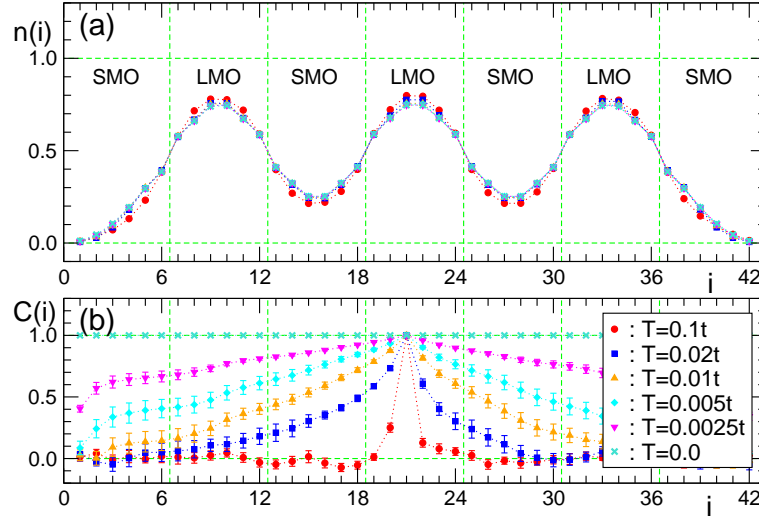 n(i)
(a)
1.0
0.5
0.0
SMO LMO SMO LMO SMO LMO SMO
0 6 12 18 24 30 36 42
i
C(i)
(b)
1.0
0.5
0.0
: T=0.1t
: T=0.02t
: T=0.01t
: T=0.005t
: T=0.0025t
: T=0.0
0 6 12 18 24 30 36 42
i